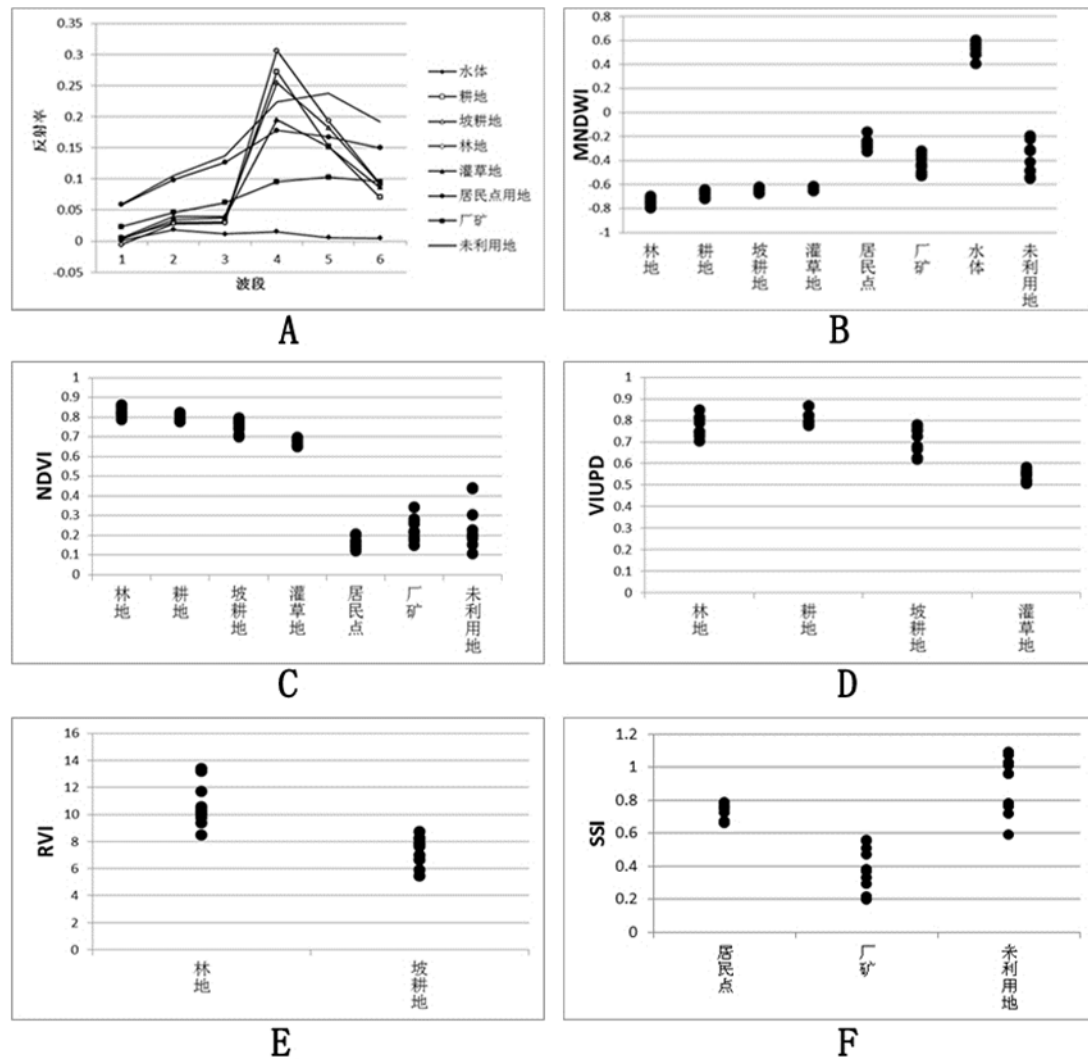 0.35
0.3
0.25
0.2
0.15
0.1
0.05
0
-0.05
反射率
1 2 3 4 5 6
波段
水体
耕地
坡耕地
林地
灌草地
居民点用地
厂矿
未利用地
A
0.8
0.6
0.4
0.2
0
-0.2
-0.4
-0.6
-0.8
-1
MNDWI
林地 耕地 坡耕地 灌草地 居民点 厂矿 水体 未利用地
B
1
0.9
0.8
0.7
0.6
0.5
0.4
0.3
0.2
0.1
0
NDVI
林地 耕地 坡耕地 灌草地 居民点 厂矿 未利用地
C
1
0.9
0.8
0.7
0.6
0.5
0.4
0.3
0.2
0.1
0
VIUPD
林地 耕地 坡耕地 灌草地
D
16
14
12
10
8
6
4
2
0
RVI
林地 坡耕地
E
1.2
1
0.8
0.6
0.4
0.2
0
SSI
居民点 厂矿 未利用地
F